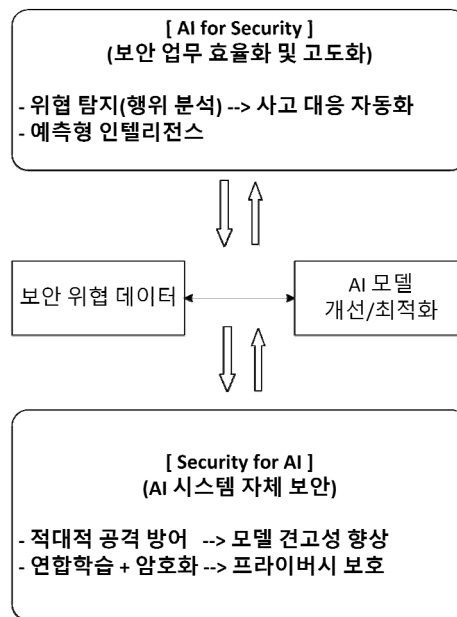 [ AI for Security ]
(보안 업무 효율화 및 고도화)
- 위협 탐지(행위 분석) --> 사고 대응 자동화
- 예측형 인텔리전스
보안 위협 데이터
AI 모델
개선/최적화
[ Security for AI ]
(AI 시스템 자체 보안)
- 적대적 공격 방어 --> 모델 견고성 향상
- 연합학습 + 암호화 --> 프라이버시 보호